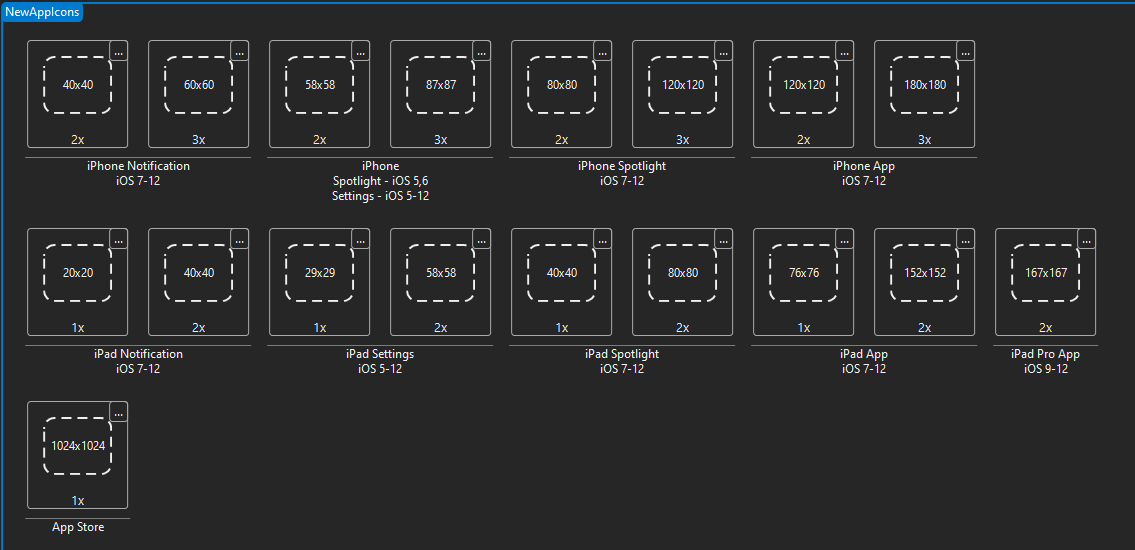 NewAppIcons
... ... ... ... ... ... ... ...
40x40 60x60 58x58 87x87 80x80 120x120 120x120 180x180
2x 3x 2x 3x 2x 3x 2x 3x
iPhone Notification iPhone iPhone Spotlight iPhone App
iOS 7-12 Spotlight - iOS 5,6 iOS 7-12 iOS 7-12
Settings - iOS 5-12
... ... ... ... ... ... ... ... ...
20x20 40x40 29x29 58x58 40x40 80x80 76x76 152x152 167x167
1x 2x 1x 2x 1x 2x 1x 2x 2x
iPad Notification iPad Settings iPad Spotlight iPad App iPad Pro App
iOS 7-12 iOS 5-12 iOS 7-12 iOS 7-12 iOS 9-12
...
1024x1024
1x
App Store